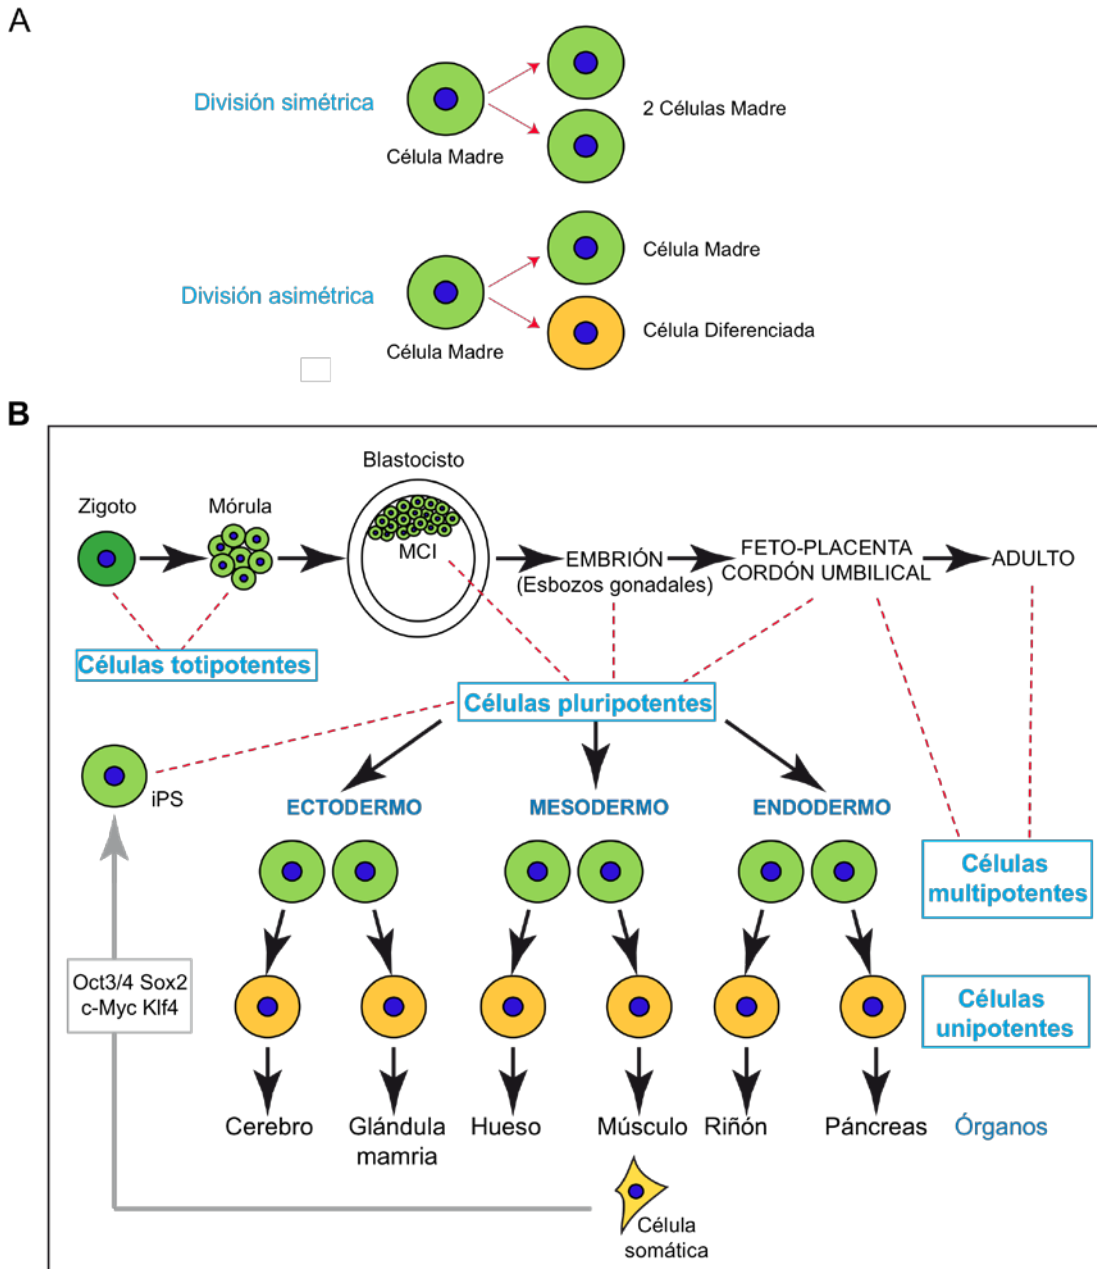 A
División simétrica
Célula Madre
2 Células Madre
División asimétrica
Célula Madre
Célula Madre
Célula Diferenciada
B
Blastocisto
Zigoto
Mórula
MCI
EMBRIÓN
(Esbozos gonadales)
FETO-PLACENTA
CORDÓN UMBILICAL
ADULTO
Células totipotentes
Células pluripotentes
iPS
ECTODERMO
MESODERMO
ENDODERMO
Células
multipotentes
Oct3/4 Sox2
c-Myc Klf4
Células
unipotentes
Cerebro
Glándula
mamria
Hueso
Músculo
Riñón
Páncreas
Órganos
Célula
somática